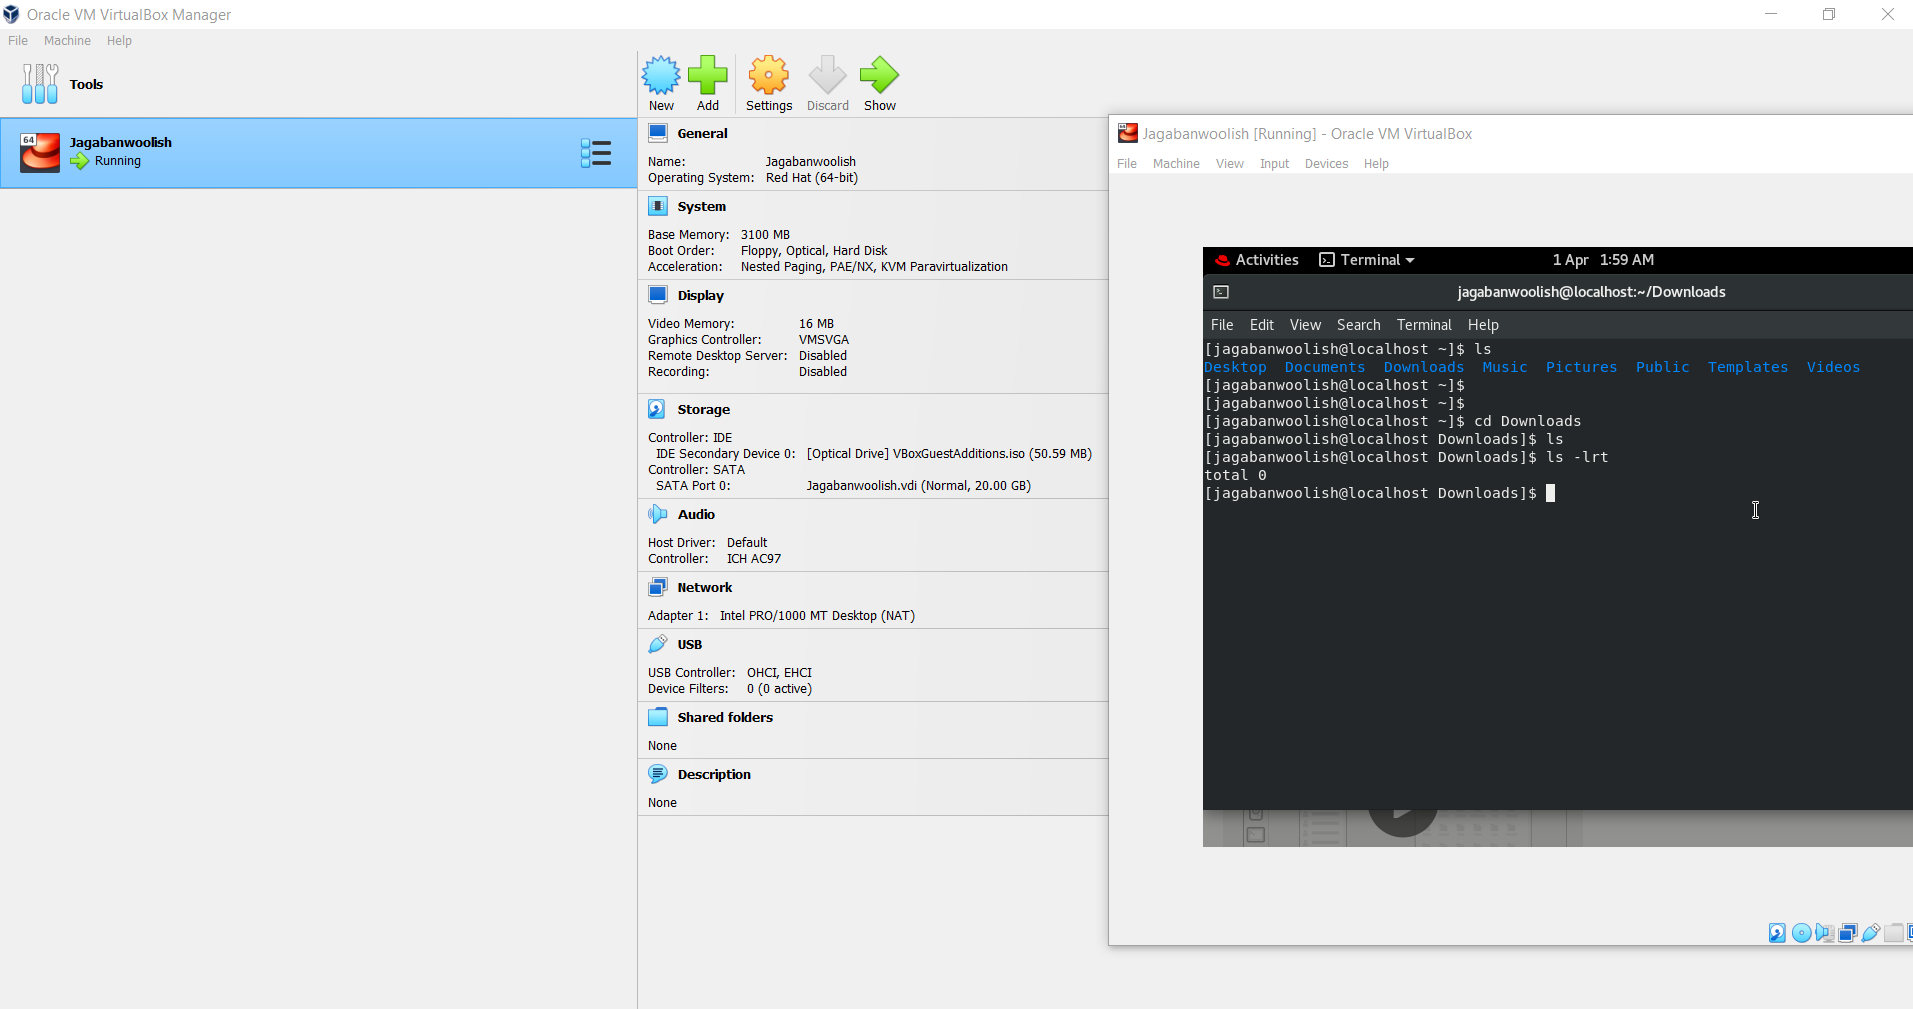 Oracle VM VirtualBox Manager
File Machine Help
Tools
64
Jagabanwoolish
Running
New Add Settings Discard Show
General
Name: Jagabanwoolish
Operating System: Red Hat (64-bit)
System
Base Memory: 3100 MB
Boot Order: Floppy, Optical, Hard Disk
Acceleration: Nested Paging, PAE/NX, KVM Paravirtualization
Display
Video Memory: 16 MB
Graphics Controller: VMSVGA
Remote Desktop Server: Disabled
Recording: Disabled
Storage
Controller: IDE
IDE Secondary Device 0: [Optical Drive] VBoxGuestAdditions.iso (50.59 MB)
Controller: SATA
SATA Port 0: Jagabanwoolish.vdi (Normal, 20.00 GB)
Audio
Host Driver: Default
Controller: ICH AC97
Network
Adapter 1: Intel PRO/1000 MT Desktop (NAT)
USB
USB Controller: OHCI, EHCI
Device Filters: 0 (0 active)
Shared folders
None
Description
None
Jagabanwoolish [Running] - Oracle VM VirtualBox
File Machine View Input Devices Help
Activities Terminal 1 Apr 1:59 AM
jagabanwoolish@localhost:~/Downloads
File Edit View Search Terminal Help
[jagabanwoolish@localhost ~]$ ls
Desktop Documents Downloads Music Pictures Public Templates Videos
[jagabanwoolish@localhost ~]$
[jagabanwoolish@localhost ~]$
[jagabanwoolish@localhost ~]$ cd Downloads
[jagabanwoolish@localhost Downloads]$ ls
[jagabanwoolish@localhost Downloads]$ ls -lrt
total 0
[jagabanwoolish@localhost Downloads]$